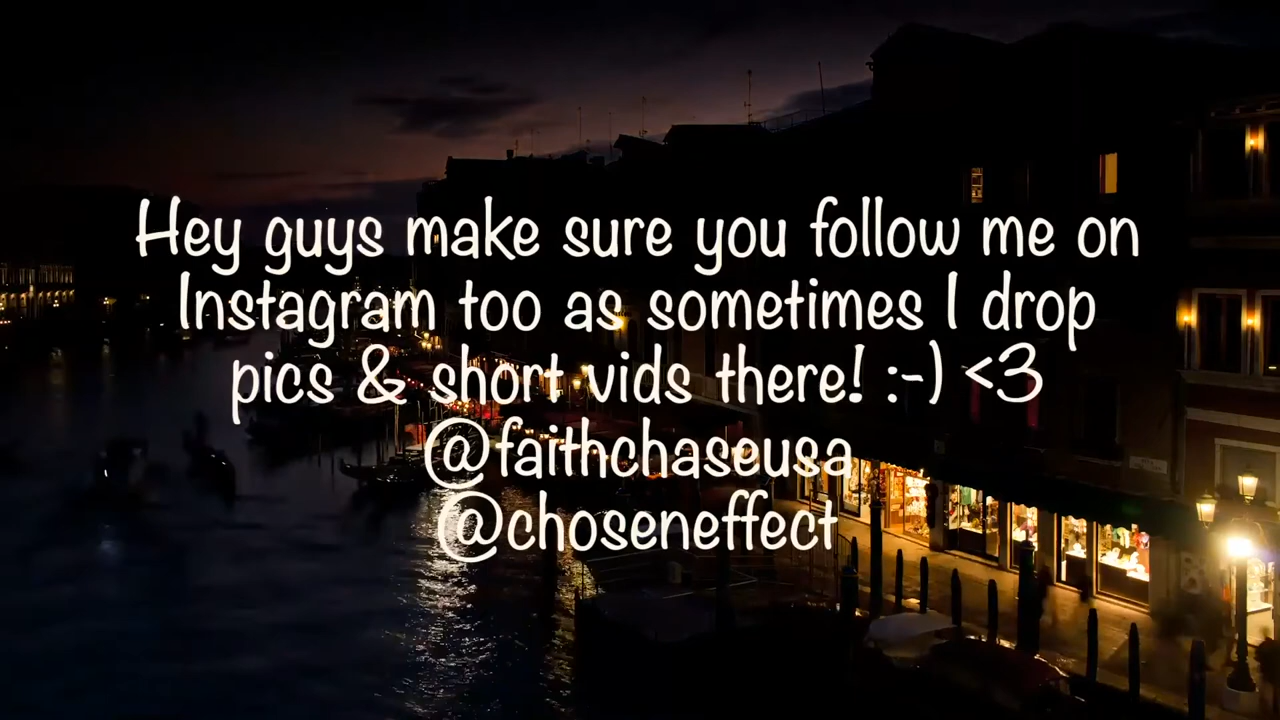 Hey guys make sure you follow me on
Instagram too as sometimes I drop
pics & short vids there! :-) <3
@faithchaseusa
@choseneffect